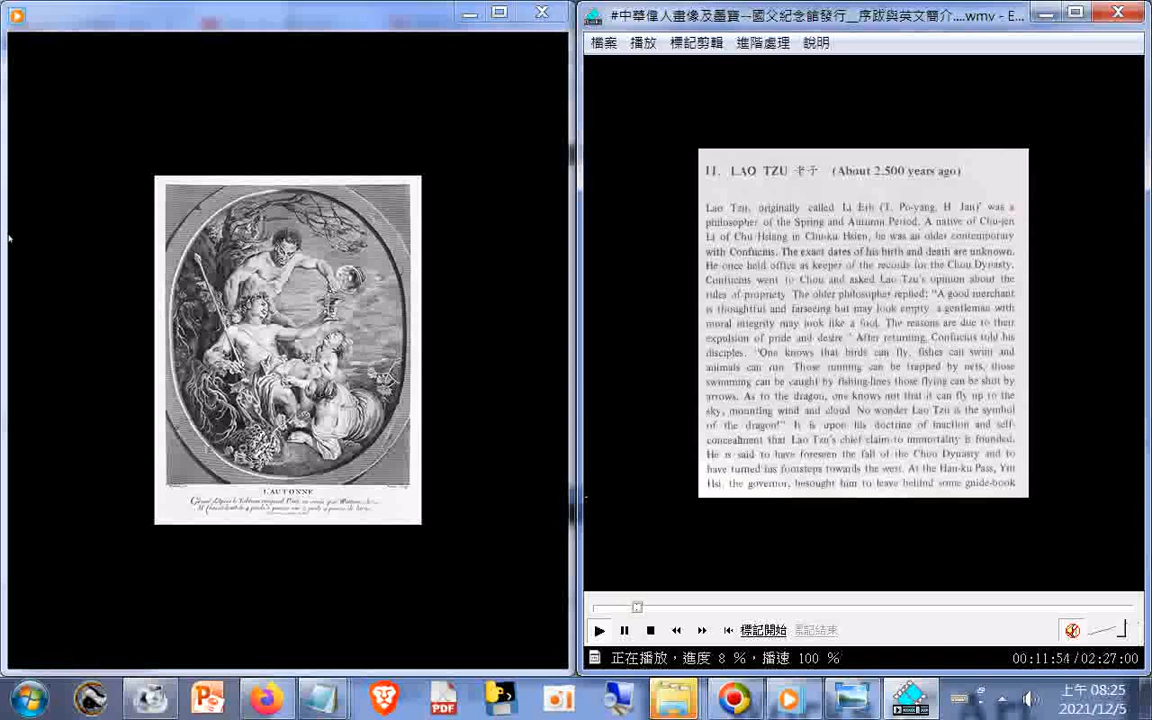 L'AUTONNE
#中華偉人畫像及墨寶--國父紀念館發行__序跋與英文簡介....wmv - E...
檔案 播放 標記剪輯 進階處理 說明
11. LAO TZU 老子 (About 2,500 years ago)
Lao Tzu, originally called Li Erh (T. Po-yang, H. Jan)' was a
philosopher of the Spring and Autumn Period. A native of Chu-jen
Li of Chu Hsiang in Chu-ku Hsien, he was an older contemporary
with Confucius. The exact dates of his birth and death are unknown.
He once held office as keeper of the records for the Chou Dynasty.
Confucius went to Chou and asked Lao Tzu's opinion about the
rules of propriety. The older philosopher replied: "A good merchant
is thoughtful and farseeing but may look empty, a gentleman with
moral integrity may look like a fool. The reasons are due to their
expulsion of pride and desire." After returning, Confucius told his
disciples. "One knows that birds can fly, fishes can swim and
animals can run. Those running can be trapped by nets, those
swimming can be caught by fishing-lines those flying can be shot by
arrows. As to the dragon, one knows not that it can fly up to the
sky, mounting wind and cloud. No wonder Lao Tzu is the symbol
of the dragon!" It is upon his doctrine of inaction and self-
concealment that Lao Tzu's chief claim to immortality is founded.
He is said to have foreseen the fall of the Chou Dynasty and to
have turned his footsteps towards the west. At the Han-ku Pass, Yin
Hsi, the governor, besought him to leave behind some guide-book
標記開始 標記結束
正在播放，進度 8 %，播速 100 % 00:11:54 / 02:27:00
PDF
上午 08:25
2021/12/5